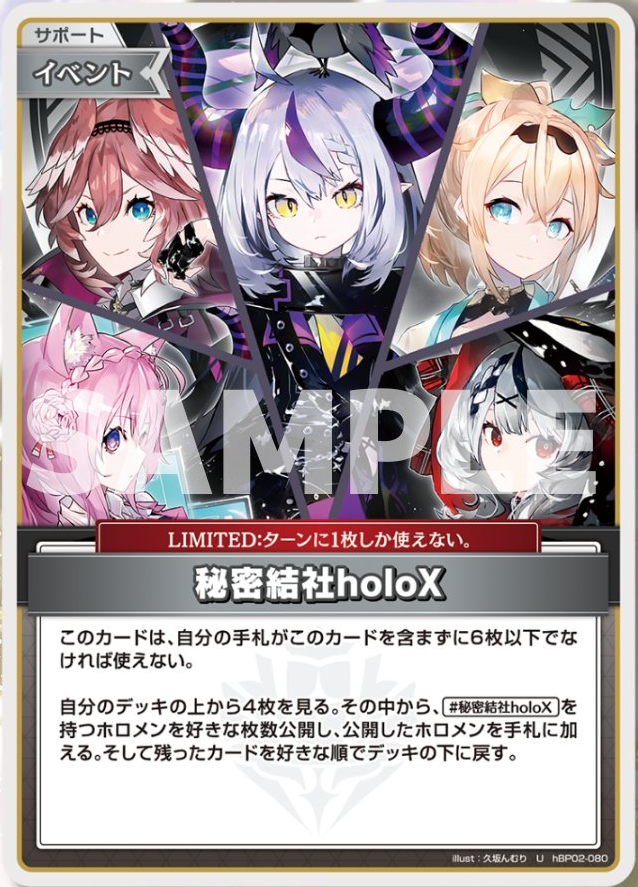 サポート
イベント
SAMPLE
LIMITED:ターンに1枚しか使えない。
秘密結社holoX
このカードは、自分の手札がこのカードを含まずに6枚以下でな
ければ使えない。
自分のデッキの上から4枚を見る。その中から、#秘密結社holoXを
持つホロメンを好きな枚数公開し、公開したホロメンを手札に加
える。そして残ったカードを好きな順でデッキの下に戻す。
illust:久坂んむり U hBP02-080